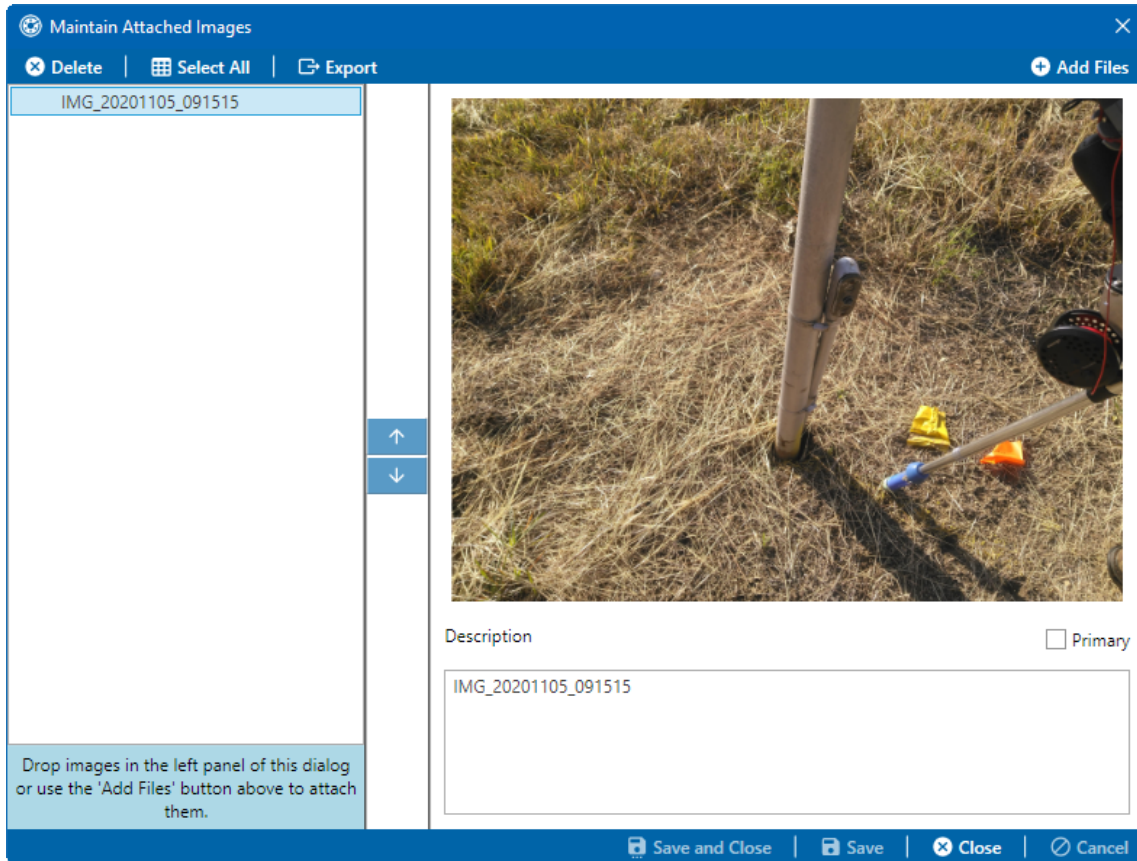 Maintain Attached Images
Delete
Select All
Export
Add Files
IMG_20201105_091515
Description
Primary
IMG_20201105_091515
Drop images in the left panel of this dialog
or use the 'Add Files' button above to attach
them.
Save and Close
Save
Close
Cancel